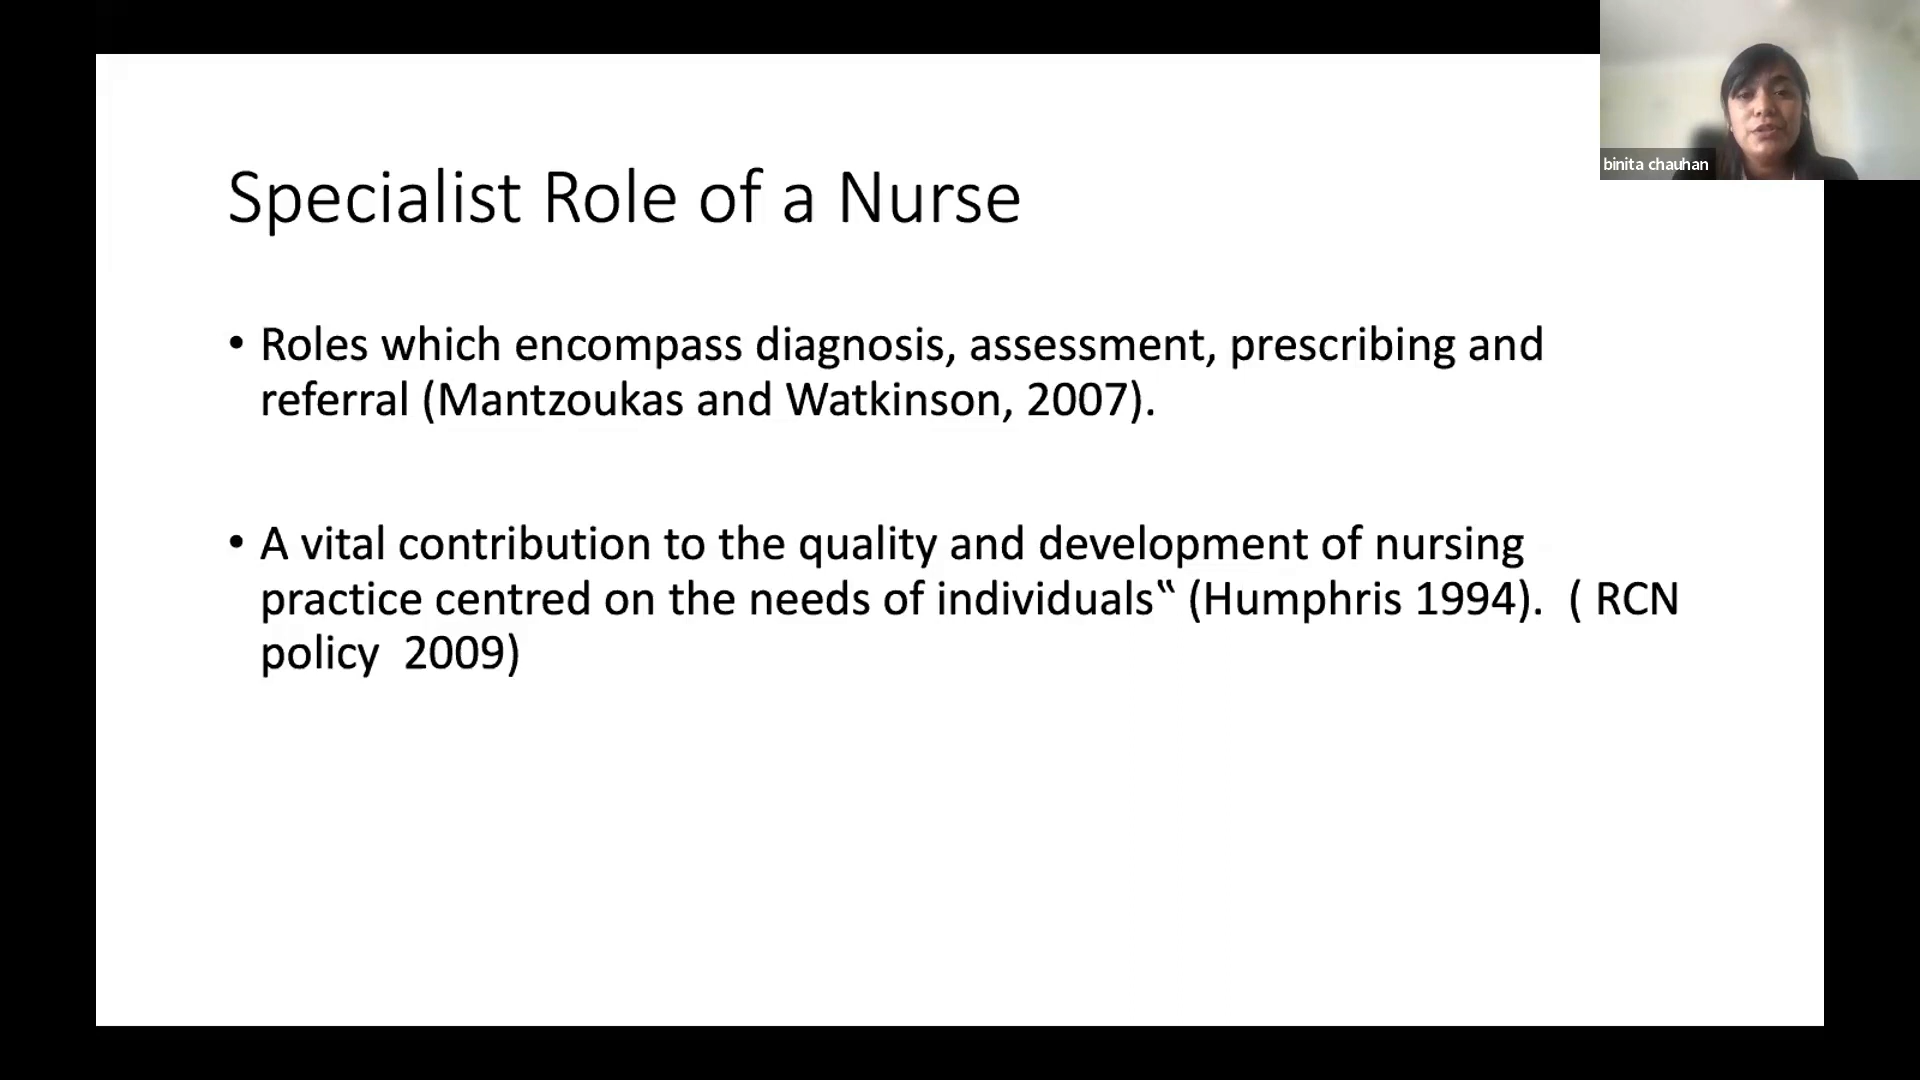 binita chauhan
Specialist Role of a Nurse
• Roles which encompass diagnosis, assessment, prescribing and
referral (Mantzoukas and Watkinson, 2007).
• A vital contribution to the quality and development of nursing
practice centred on the needs of individuals‟ (Humphris 1994).  ( RCN
policy  2009)